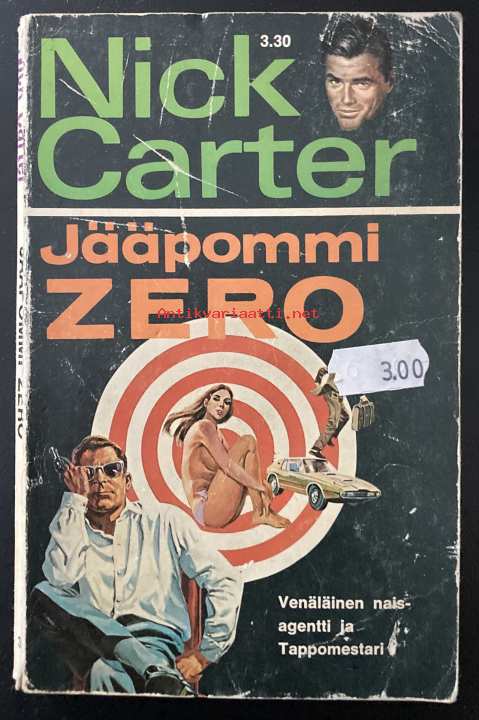 3.30
Nick
Carter
Jääpommi
ZERO
Antikvariaatti.net
3.00
Venäläinen nais-
agentti ja
Tappomestari